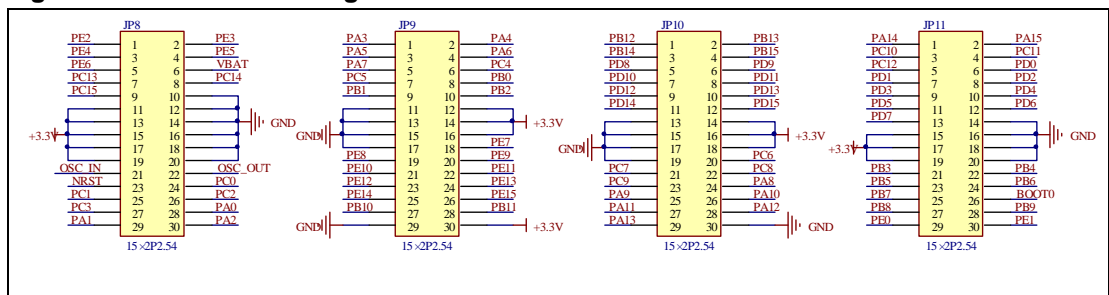 JP8
PE2 1 2 PE3
PE4 3 4 PE5
PE6 5 6 VBAT
PC13 7 8 PC14
PC15 9 10
11 12
13 14 GND
+3.3V 15 16
17 18
19 20
OSC_IN 21 22 OSC_OUT
NRST 23 24 PC0
PC1 25 26 PC2
PC3 27 28 PA0
PA1 29 30 PA2
15×2P2.54
JP9
PA3 1 2 PA4
PA5 3 4 PA6
PA7 5 6 PC4
PC5 7 8 PB0
PB1 9 10 PB2
11 12
13 14 +3.3V
GND 15 16
17 18 PE7
PE8 19 20 PE9
PE10 21 22 PE11
PE12 23 24 PE13
PE14 25 26 PE15
PB10 27 28 PB11
GND 29 30 +3.3V
15×2P2.54
JP10
PB12 1 2 PB13
PB14 3 4 PB15
PD8 5 6 PD9
PD10 7 8 PD11
PD12 9 10 PD13
PD14 11 12 PD15
13 14
15 16 +3.3V
GND 17 18
19 20 PC6
PC7 21 22 PC8
PC9 23 24 PA8
PA9 25 26 PA10
PA11 27 28 PA12
PA13 29 30 GND
15×2P2.54
JP11
PA14 1 2 PA15
PC10 3 4 PC11
PC12 5 6 PD0
PD1 7 8 PD2
PD3 9 10 PD4
PD5 11 12 PD6
PD7 13 14
15 16 GND
+3.3V 17 18
19 20
PB3 21 22 PB4
PB5 23 24 PB6
PB7 25 26 BOOT0
PB8 27 28 PB9
PE0 29 30 PE1
15×2P2.54